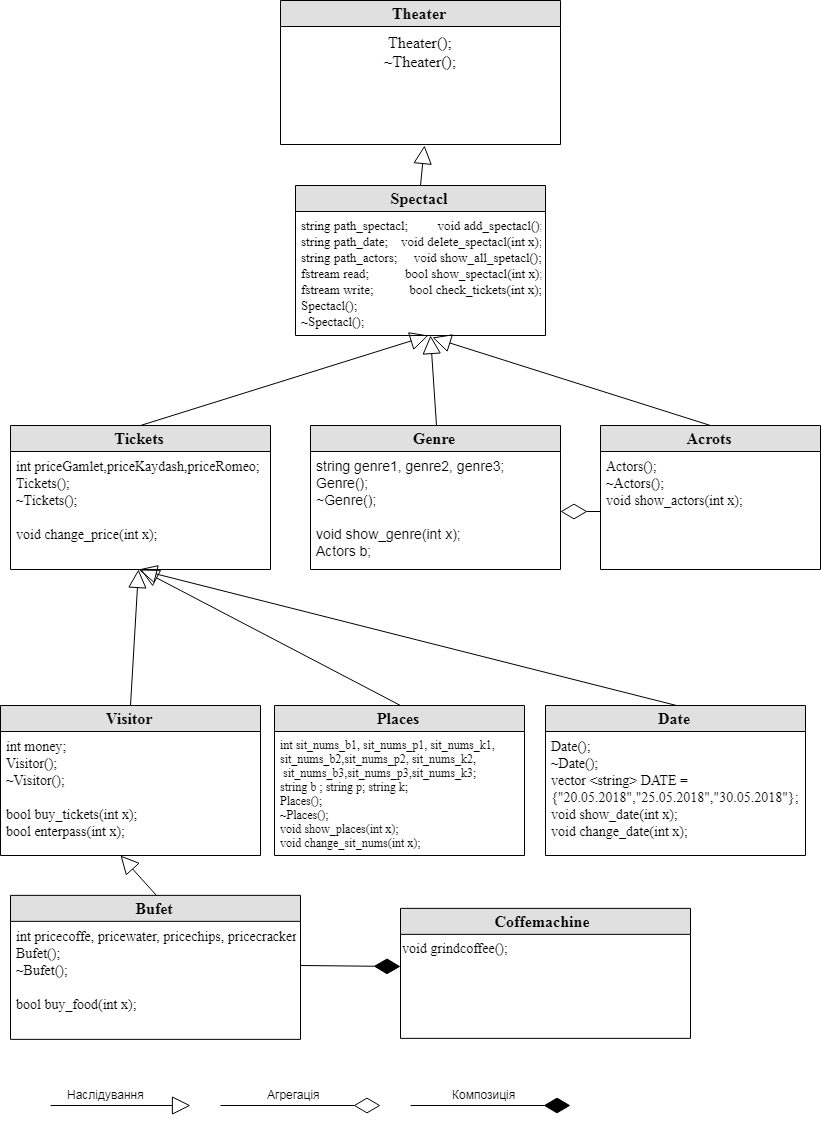 Theater
Theater();
~Theater();
Spectacl
string path_spectacl; void add_spectacl();
string path_date; void delete_spectacl(int x);
string path_actors; void show_all_spetacl();
fstream read; bool show_spectacl(int x);
fstream write; bool check_tickets(int x);
Spectacl();
~Spectacl();
Tickets
int priceGamlet,priceKaydash,priceRomeo;
Tickets();
~Tickets();
void change_price(int x);
Genre
string genre1, genre2, genre3;
Genre();
~Genre();
void show_genre(int x);
Actors b;
Acrots
Actors();
~Actors();
void show_actors(int x);
Visitor
int money;
Visitor();
~Visitor();
bool buy_tickets(int x);
bool enterpass(int x);
Places
int sit_nums_b1, sit_nums_p1, sit_nums_k1,
sit_nums_b2,sit_nums_p2, sit_nums_k2,
sit_nums_b3,sit_nums_p3,sit_nums_k3;
string b ; string p; string k;
Places();
~Places();
void show_places(int x);
void change_sit_nums(int x);
Date
Date();
~Date();
vector <string> DATE =
{"20.05.2018","25.05.2018","30.05.2018"};
void show_date(int x);
void change_date(int x);
Bufet
int pricecoffe, pricewater, pricechips, pricecracker
Bufet();
~Bufet();
bool buy_food(int x);
Coffemachine
void grindcoffee();
Наслідування
Агрегація
Композиція